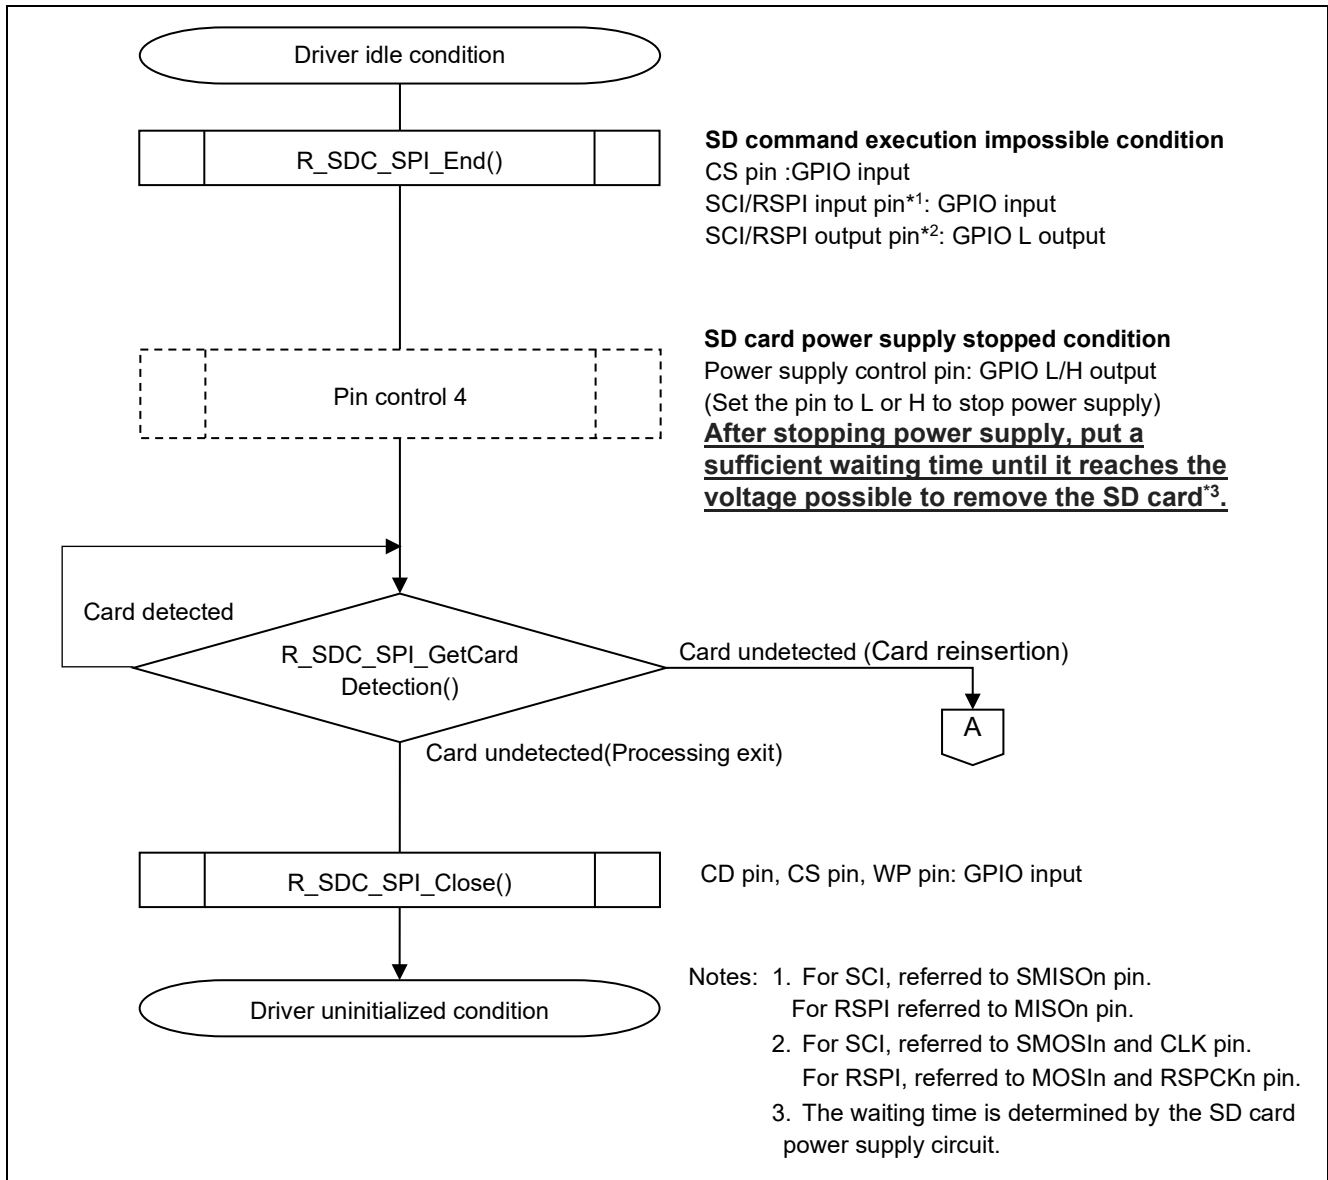 Driver idle condition
R_SDC_SPI_End()
SD command execution impossible condition
CS pin :GPIO input
SCI/RSPI input pin*1: GPIO input
SCI/RSPI output pin*2: GPIO L output
Pin control 4
SD card power supply stopped condition
Power supply control pin: GPIO L/H output
(Set the pin to L or H to stop power supply)
After stopping power supply, put a
sufficient waiting time until it reaches the
voltage possible to remove the SD card*3.
Card detected
R_SDC_SPI_GetCard
Detection()
Card undetected (Card reinsertion)
A
Card undetected(Processing exit)
R_SDC_SPI_Close()
CD pin, CS pin, WP pin: GPIO input
Driver uninitialized condition
Notes: 1. For SCI, referred to SMISOn pin.
For RSPI referred to MISOn pin.
2. For SCI, referred to SMOSIn and CLK pin.
For RSPI, referred to MOSIn and RSPCKn pin.
3. The waiting time is determined by the SD card
power supply circuit.